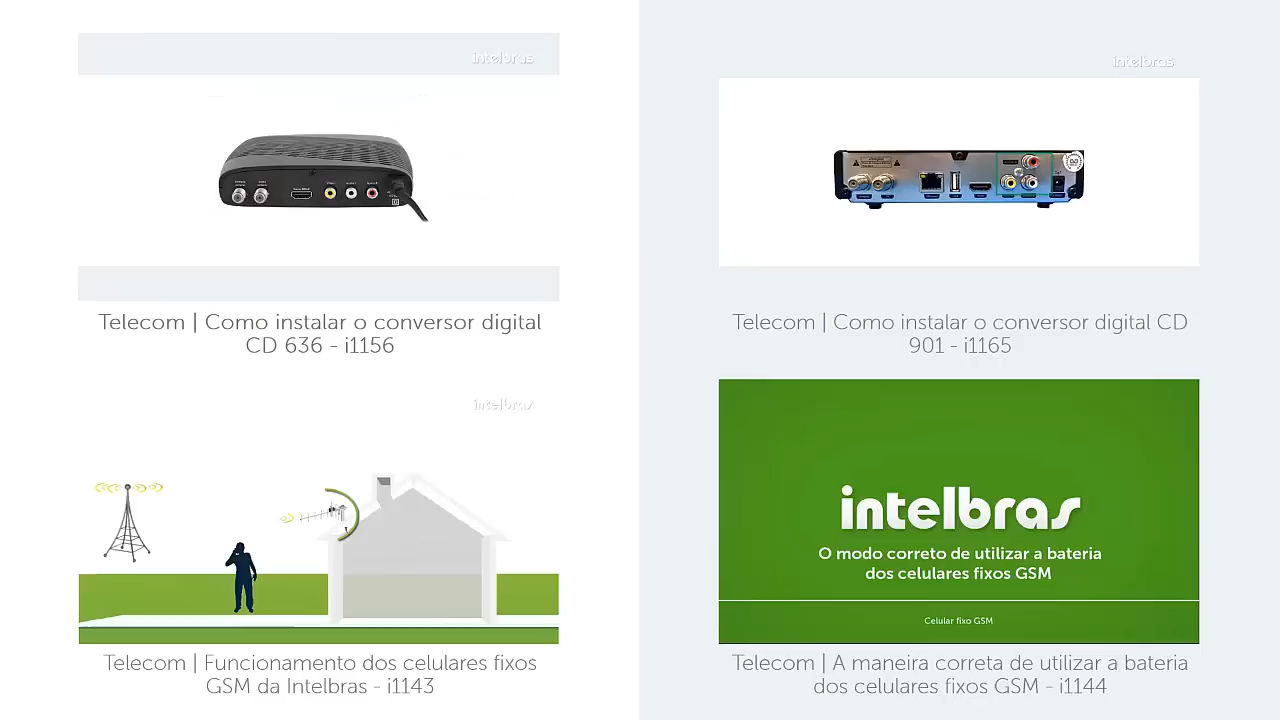 intelbras
Telecom | Como instalar o conversor digital
CD 636 - i1156
intelbras
Telecom | Como instalar o conversor digital CD
901 - i1165
intelbras
Telecom | Funcionamento dos celulares fixos
GSM da Intelbras - i1143
intelbras
O modo correto de utilizar a bateria
dos celulares fixos GSM
Celular fixo GSM
Telecom | A maneira correta de utilizar a bateria
dos celulares fixos GSM - i1144